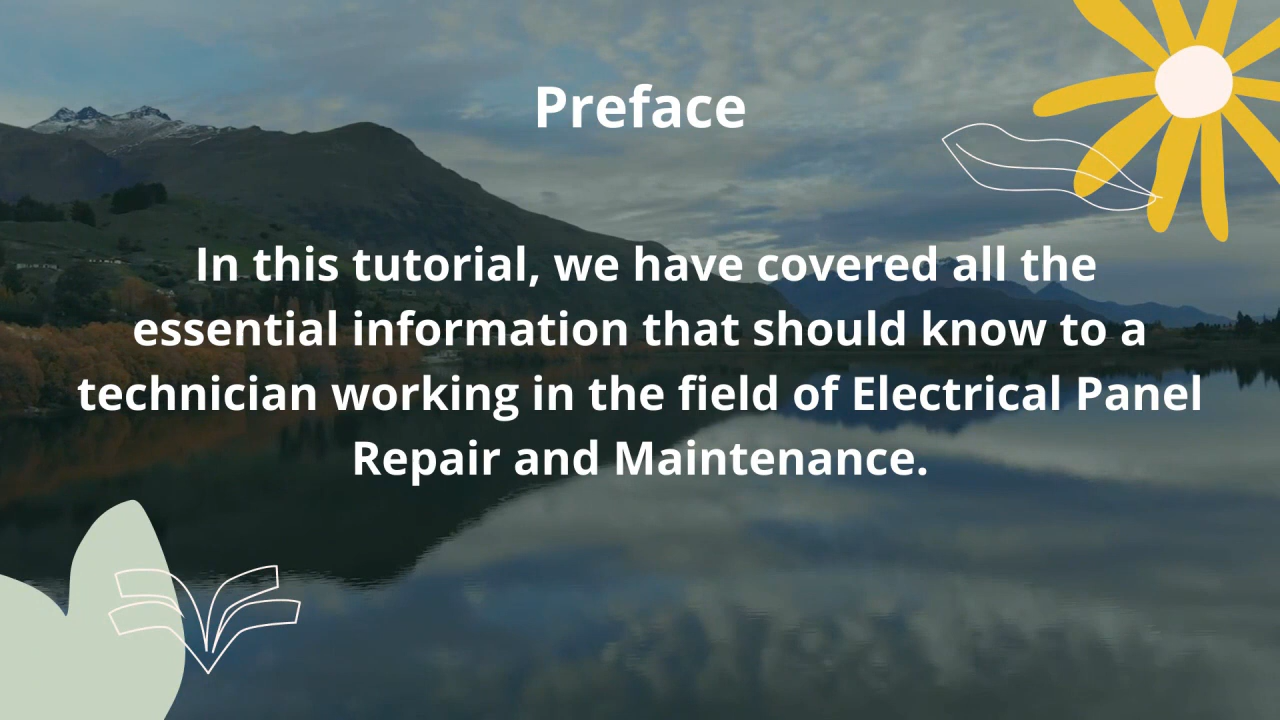 Preface
In this tutorial, we have covered all the
essential information that should know to a
technician working in the field of Electrical Panel
Repair and Maintenance.